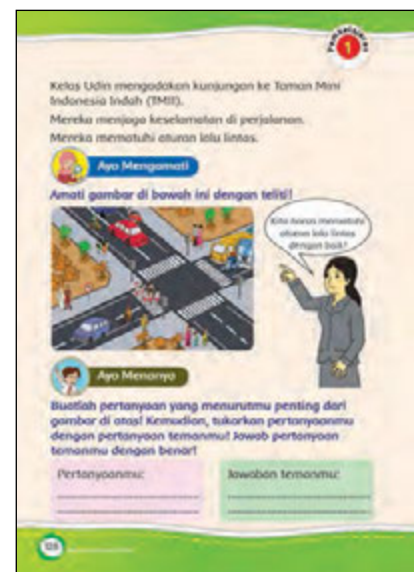 Pembelajaran
1
Kelas Udin mengadakan kunjungan ke Taman Mini
Indonesia Indah (TMII).
Mereka menjaga keselamatan di perjalanan.
Mereka mematuhi aturan lalu lintas.
Ayo Mengamati
Amati gambar di bawah ini dengan teliti!
Kita harus mematuhi
aturan lalu lintas
dengan baik!
Ayo Menanya
Buatlah pertanyaan yang menurutmu penting dari
gambar di atas! Kemudian, tukarkan pertanyaanmu
dengan pertanyaan temanmu! Jawab pertanyaan
temanmu dengan benar!
Pertanyaanmu:
Jawaban temanmu: